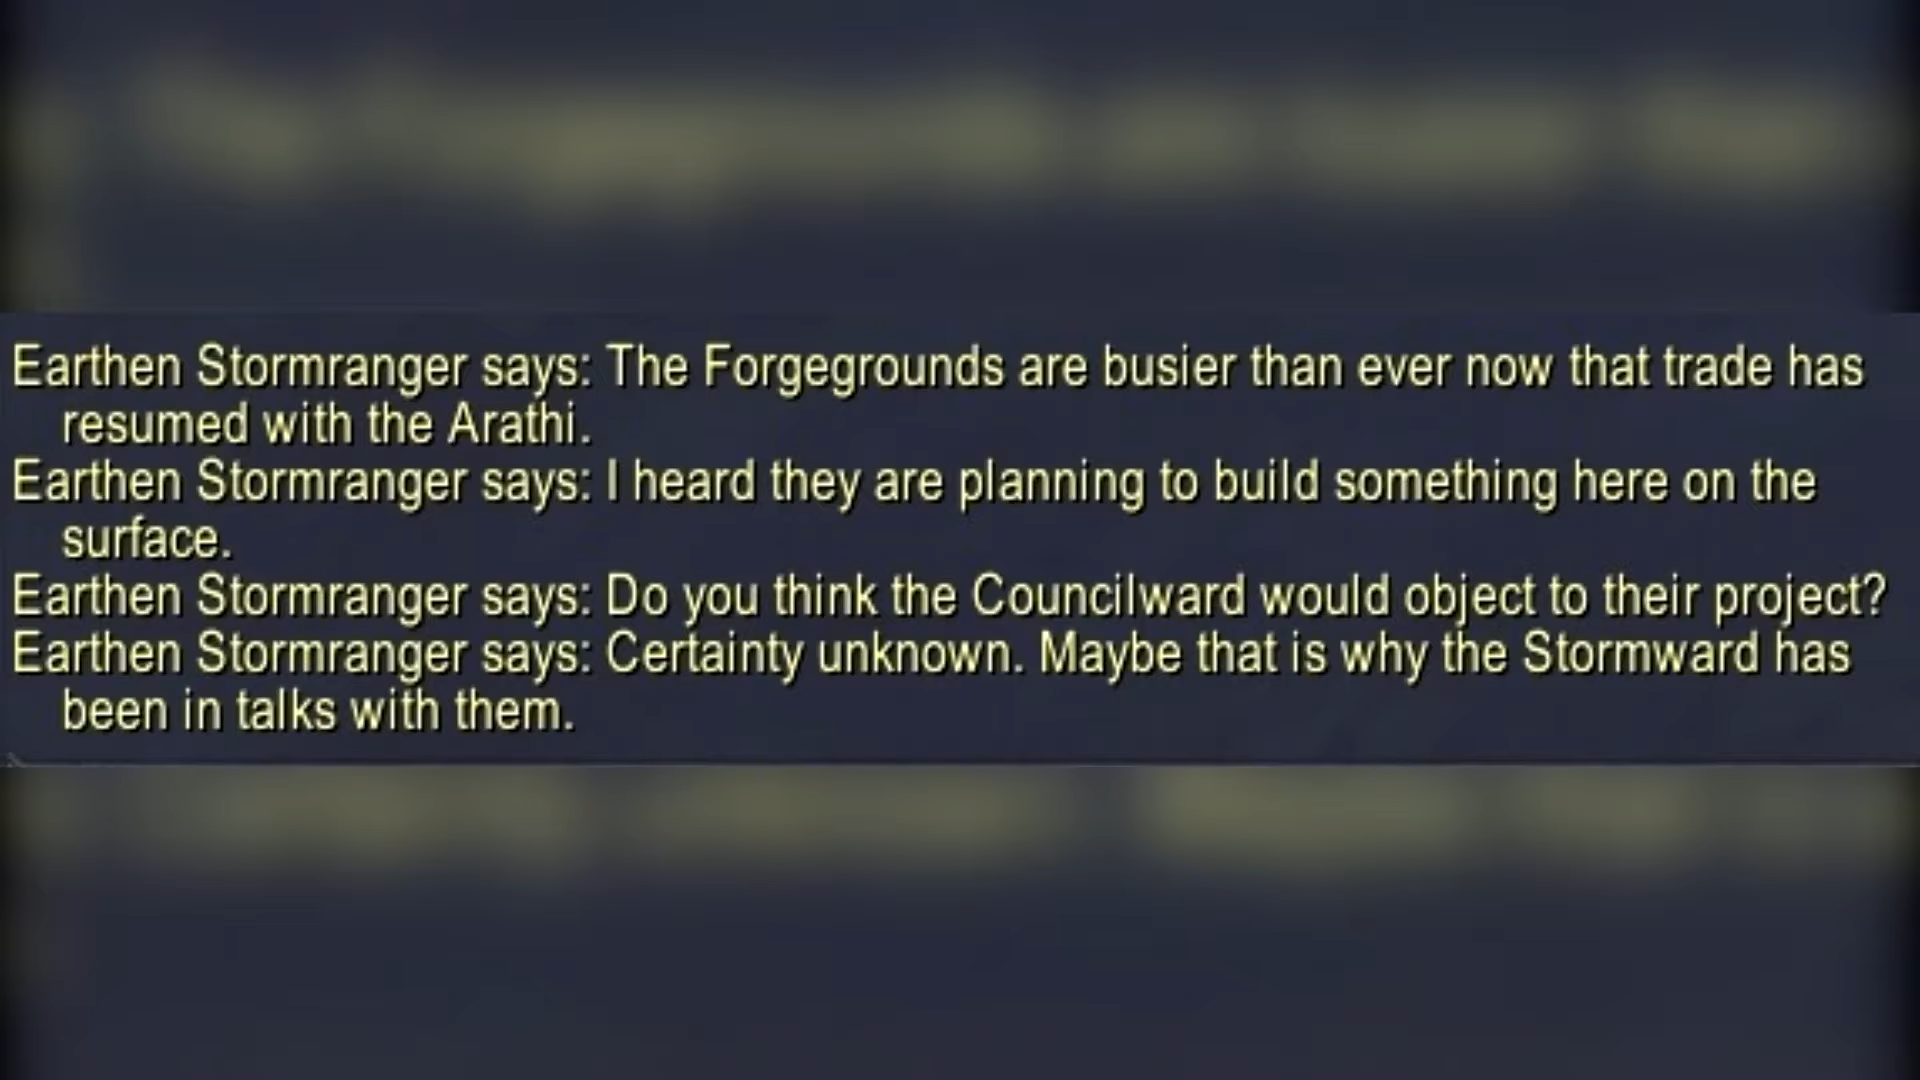 Earthen Stormranger says: The Forgegrounds are busier than ever now that trade has
resumed with the Arathi.
Earthen Stormranger says: I heard they are planning to build something here on the
surface.
Earthen Stormranger says: Do you think the Councilward would object to their project?
Earthen Stormranger says: Certainty unknown. Maybe that is why the Stormward has
been in talks with them.